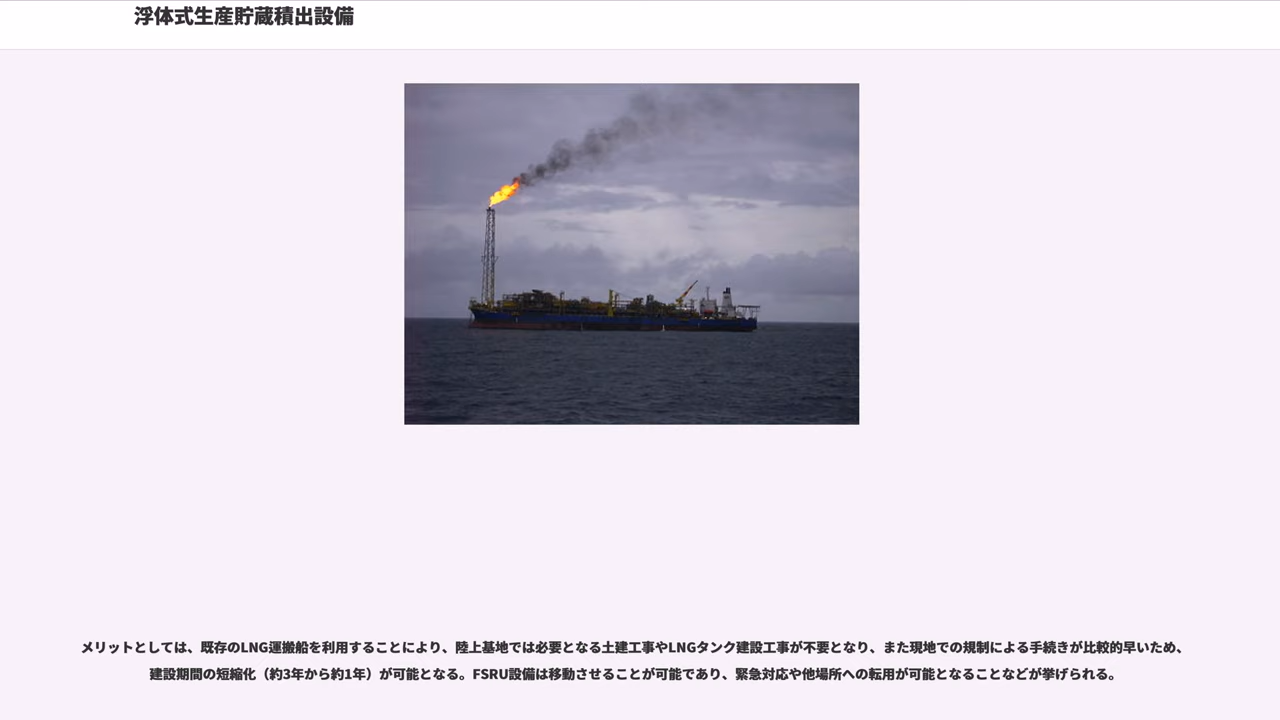 浮体式生産貯蔵積出設備
メリットとしては、既存のLNG運搬船を利用することにより、陸上基地では必要となる土建工事やLNGタンク建設工事が不要となり、また現地での規制による手続きが比較的早いため、
建設期間の短縮化（約3年から約1年）が可能となる。FSRU設備は移動させることが可能であり、緊急対応や他場所への転用が可能となることなどが挙げられる。